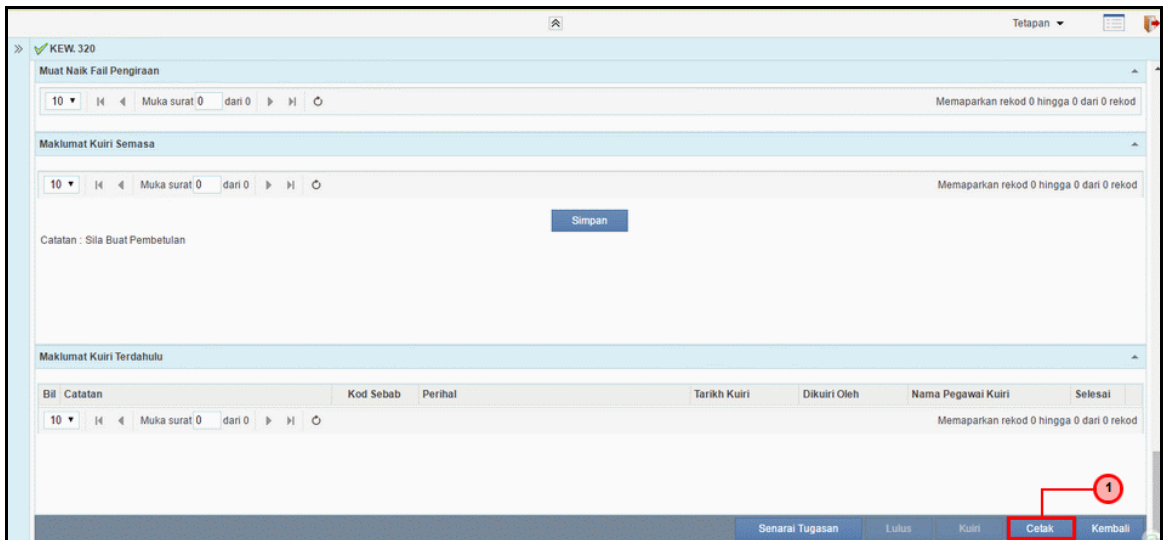 Tetapan
KEW. 320
Muat Naik Fail Pengiraan
10 Muka surat 0 dari 0 Memaparkan rekod 0 hingga 0 dari 0 rekod
Maklumat Kuiri Semasa
10 Muka surat 0 dari 0 Memaparkan rekod 0 hingga 0 dari 0 rekod
Simpan
Catatan : Sila Buat Pembetulan
Maklumat Kuiri Terdahulu
Bil Catatan Kod Sebab Perihal Tarikh Kuiri Dikuiri Oleh Nama Pegawai Kuiri Selesai
10 Muka surat 0 dari 0 Memaparkan rekod 0 hingga 0 dari 0 rekod
1
Senarai Tugasan Lulus Kuiri Cetak Kembali